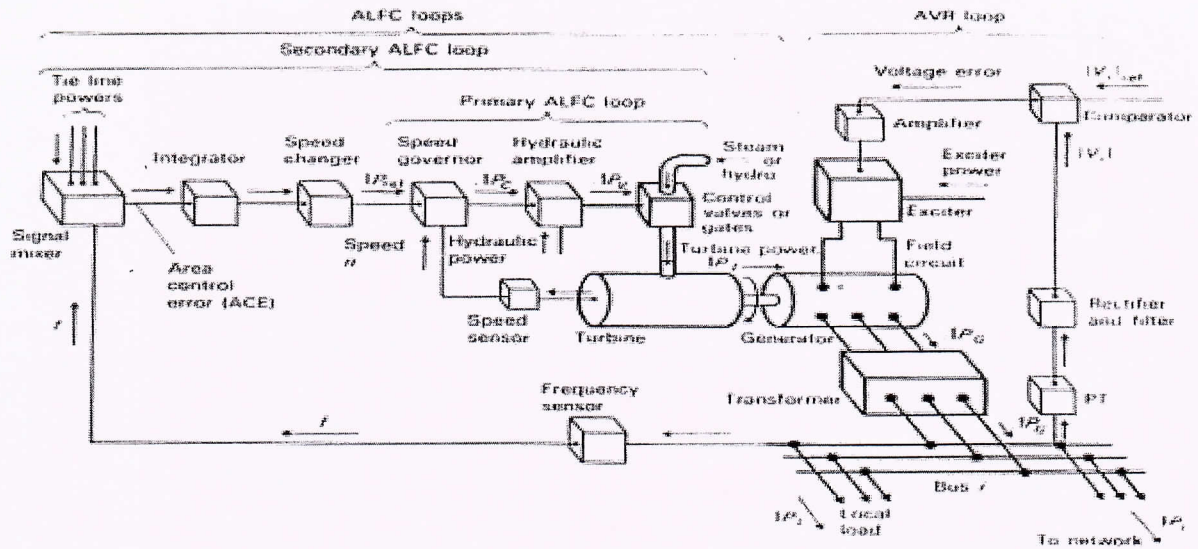 ALFC loops
AVR loop
Secondary ALFC loop
Tie line
powers
Voltage error
|V|ref
Primary ALFC loop
Amplifier
Comparator
Integrator
Speed
changer
Speed
governor
Hydraulic
amplifier
Steam or
hydro
Exciter
power
|V|
Control
valves or
gates
Exciter
Signal
mixer
Speed
Hydraulic
power
Turbine power
Field
circuit
Area
control
error (ACE)
f
Speed
sensor
Turbine
Generator
Rectifier
and filter
Frequency
sensor
Transformer
PT
f
Bus i
Local
load
To network